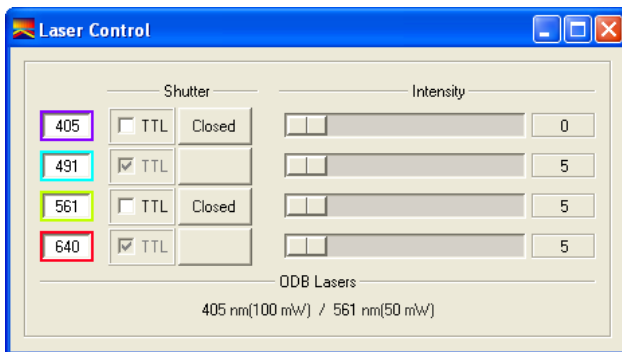 Laser Control
Shutter Intensity
405 TTL Closed 0
491 TTL 5
561 TTL Closed 5
640 TTL 5
ODB Lasers
405 nm(100 mW) / 561 nm(50 mW)